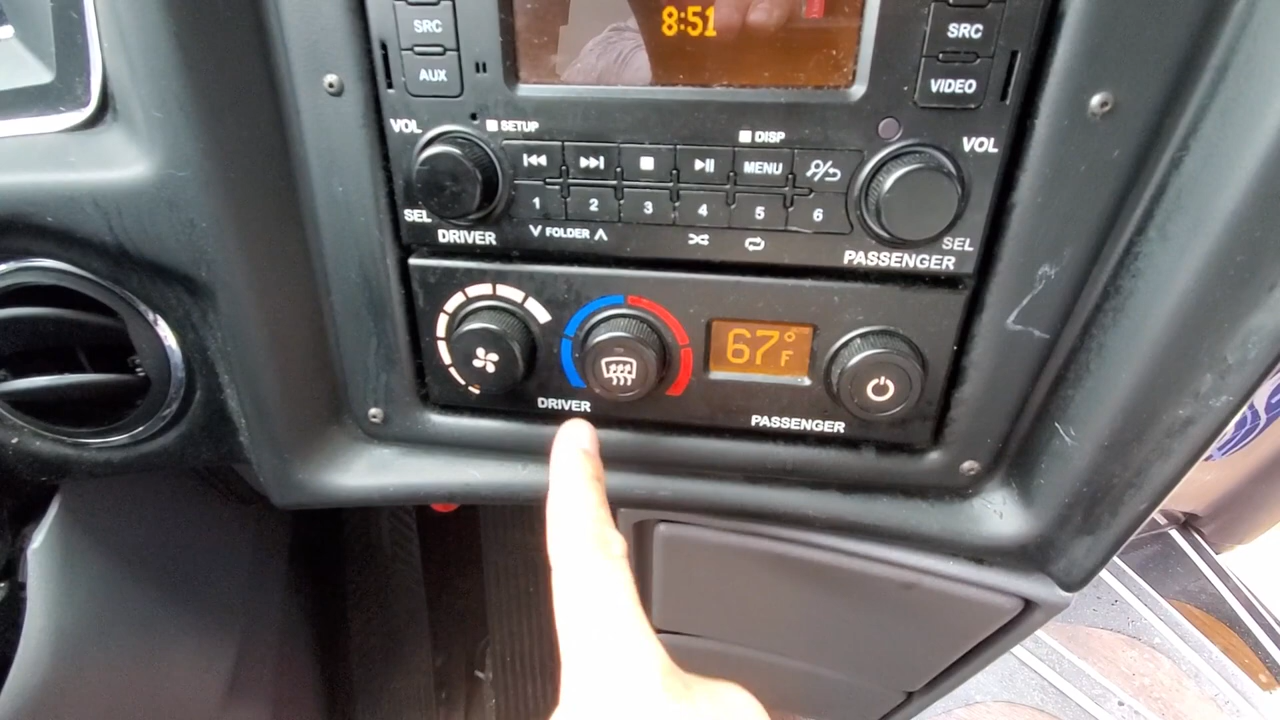 8:51
SRC
SRC
AUX
VIDEO
VOL
SETUP
DISP
VOL
MENU
1 2 3 4 5 6
SEL
FOLDER
SEL
DRIVER
PASSENGER
67°F
DRIVER
PASSENGER